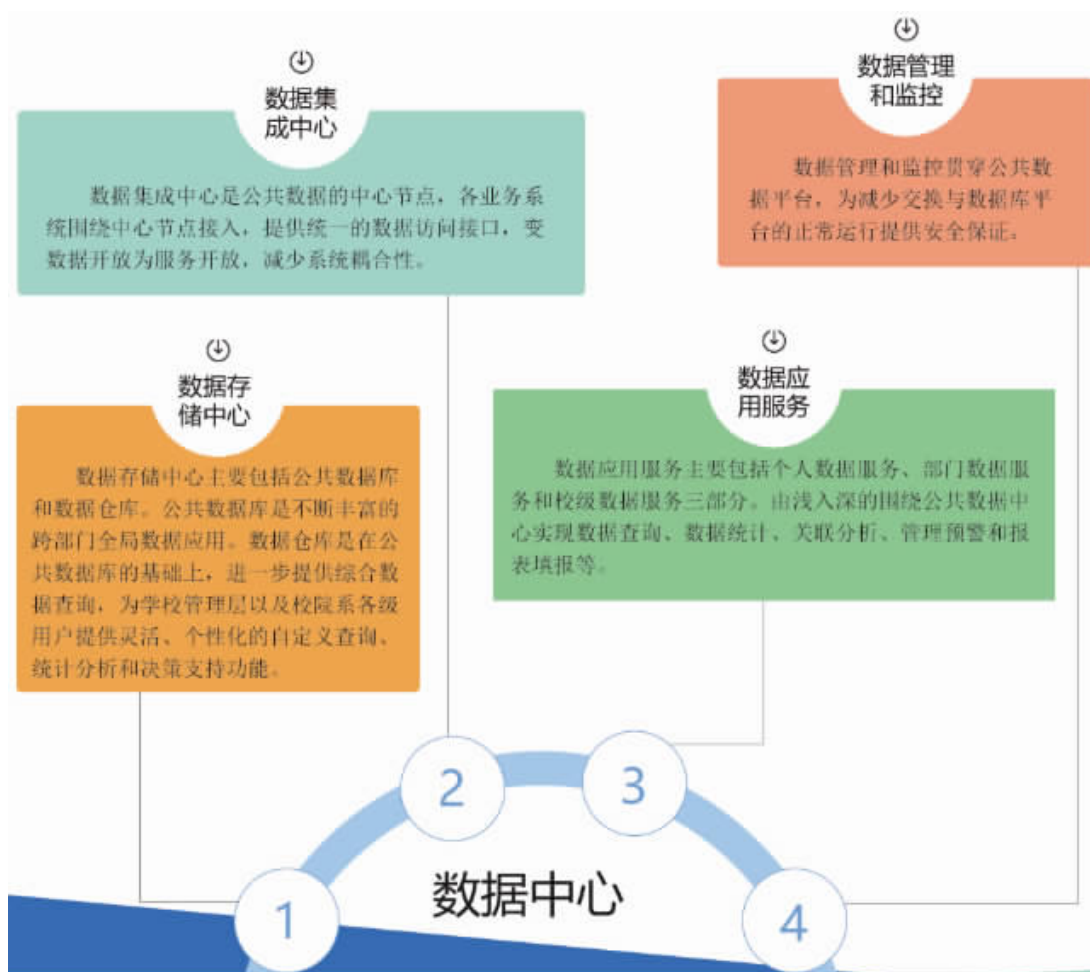 数据集
成中心
数据集成中心是公共数据的中心节点，各业务系
统围绕中心节点接入，提供统一的数据访问接口，变
数据开放为服务开放，减少系统耦合性。
数据管理
和监控
数据管理和监控贯穿公共数
据平台，为减少交换与数据库平
台的正常运行提供安全保证。
数据存
储中心
数据存储中心主要包括公共数据库
和数据仓库。公共数据库是不断丰富的
跨部门全局数据应用。数据仓库是在公
共数据库的基础上，进一步提供综合数
据查询，为学校管理层以及校院系各级
用户提供灵活、个性化的自定义查询、
统计分析和决策支持功能。
数据应
用服务
数据应用服务主要包括个人数据服务、部门数据服
务和校级数据服务三部分。由浅入深的围绕公共数据中
心实现数据查询、数据统计、关联分析、管理预警和报
表填报等。
2
3
数据中心
1
4